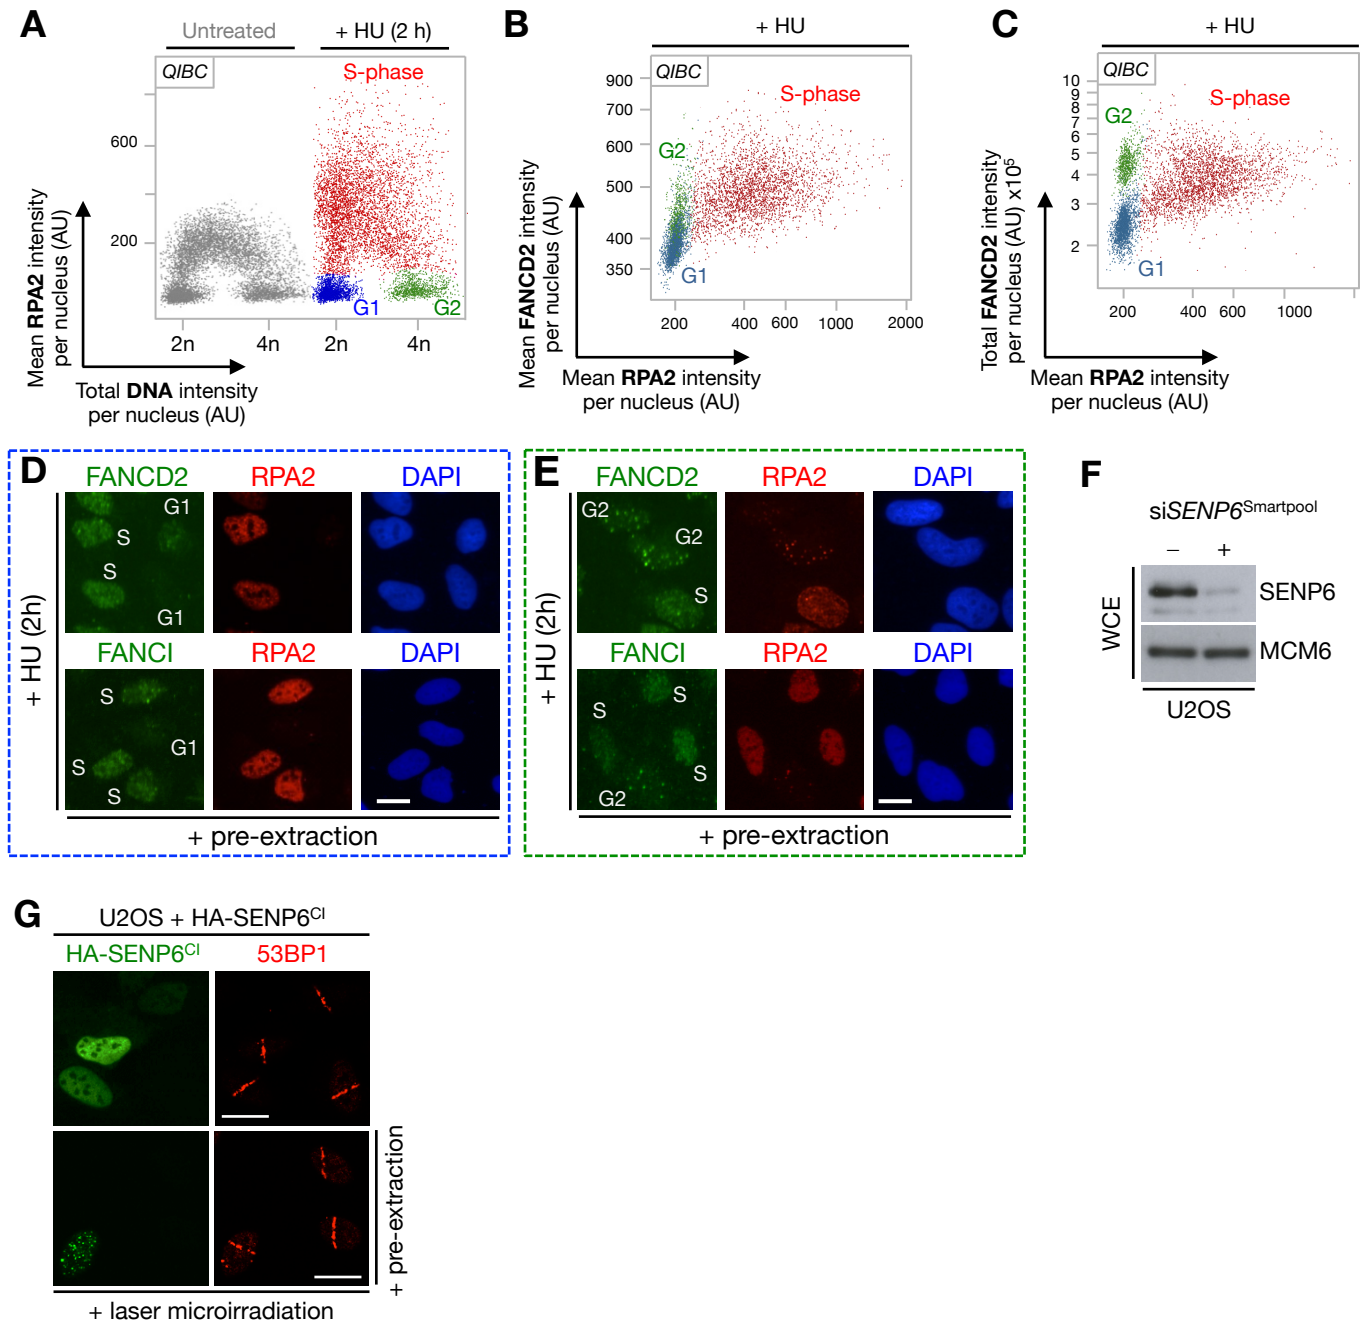 A
Untreated
+ HU (2 h)
QIBC
S-phase
600
200
G1
G2
2n
4n
2n
4n
Mean RPA2 intensity
per nucleus (AU)
Total DNA intensity
per nucleus (AU)
B
+ HU
QIBC
900
700
600
500
400
350
S-phase
G2
G1
200
400
600
1000
2000
Mean FANCD2 intensity
per nucleus (AU)
Mean RPA2 intensity
per nucleus (AU)
C
+ HU
QIBC
10
9
8
7
6
5
4
3
2
S-phase
G2
G1
200
400
600
1000
Total FANCD2 intensity
per nucleus (AU) x10⁵
Mean RPA2 intensity
per nucleus (AU)
D
FANCD2
RPA2
DAPI
G1
S
S
G1
FANCI
RPA2
DAPI
S
G1
S
S
+ HU (2h)
+ pre-extraction
E
FANCD2
RPA2
DAPI
G2
G2
S
FANCI
RPA2
DAPI
S
S
S
G2
+ HU (2h)
+ pre-extraction
F
siSENP6Smartpool
– +
WCE
SENP6
MCM6
U2OS
G
U2OS + HA-SENP6CI
HA-SENP6CI
53BP1
+ pre-extraction
+ laser microirradiation